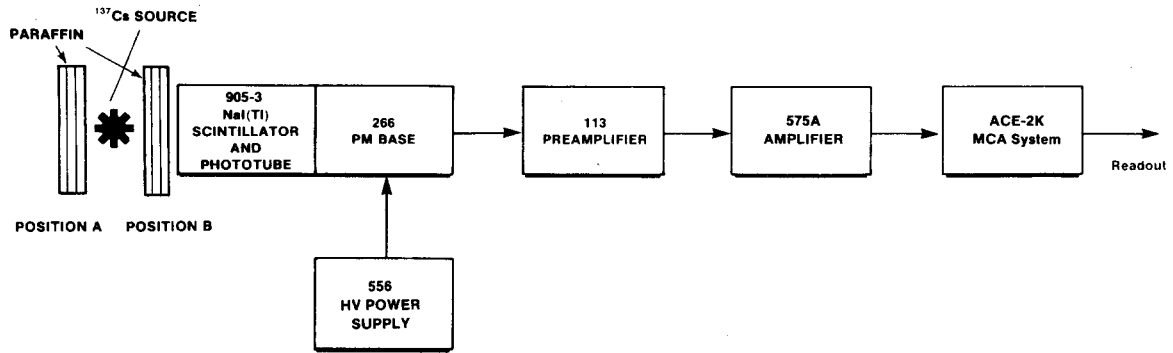 ¹³⁷Cs SOURCE
PARAFFIN
905-3
NaI(Tl)
SCINTILLATOR
AND
PHOTOTUBE
266
PM BASE
113
PREAMPLIFIER
575A
AMPLIFIER
ACE-2K
MCA System
Readout
POSITION A
POSITION B
556
HV POWER
SUPPLY